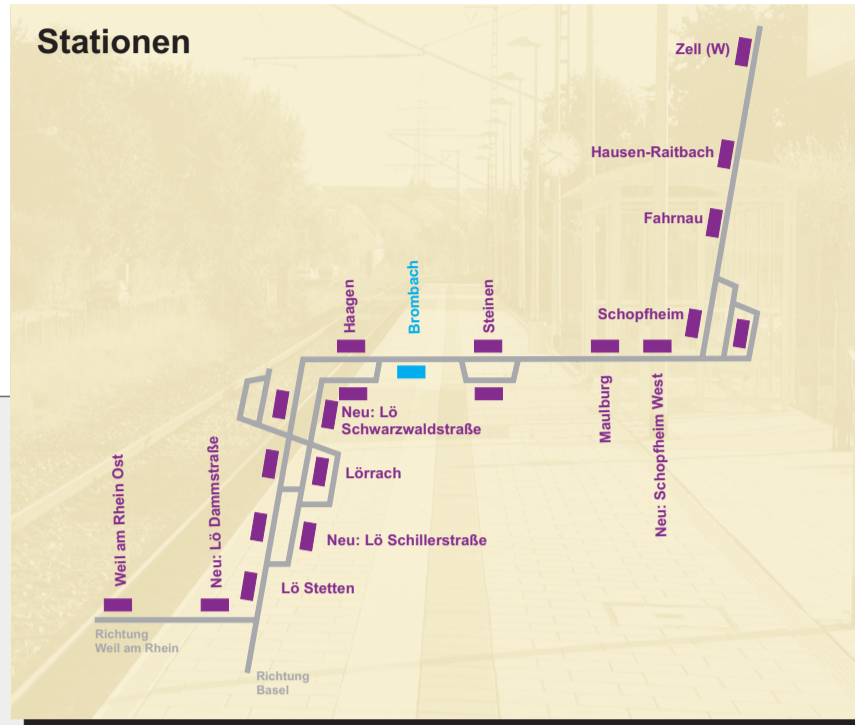 Stationen
Zell (W)
Hausen-Raitbach
Fahrnau
Schopfheim
Haagen
Brombach
Steinen
Maulburg
Neu: Schopfheim West
Neu: Lö
Schwarzwaldstraße
Lörrach
Neu: Lö Schillerstraße
Lö Stetten
Weil am Rhein Ost
Neu: Lö Dammstraße
Richtung
Weil am Rhein
Richtung
Basel